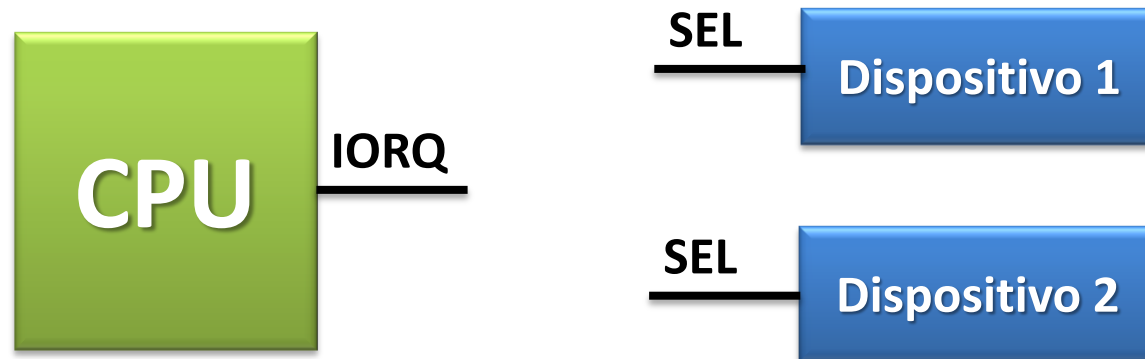 CPU
IORQ
SEL
Dispositivo 1
SEL
Dispositivo 2